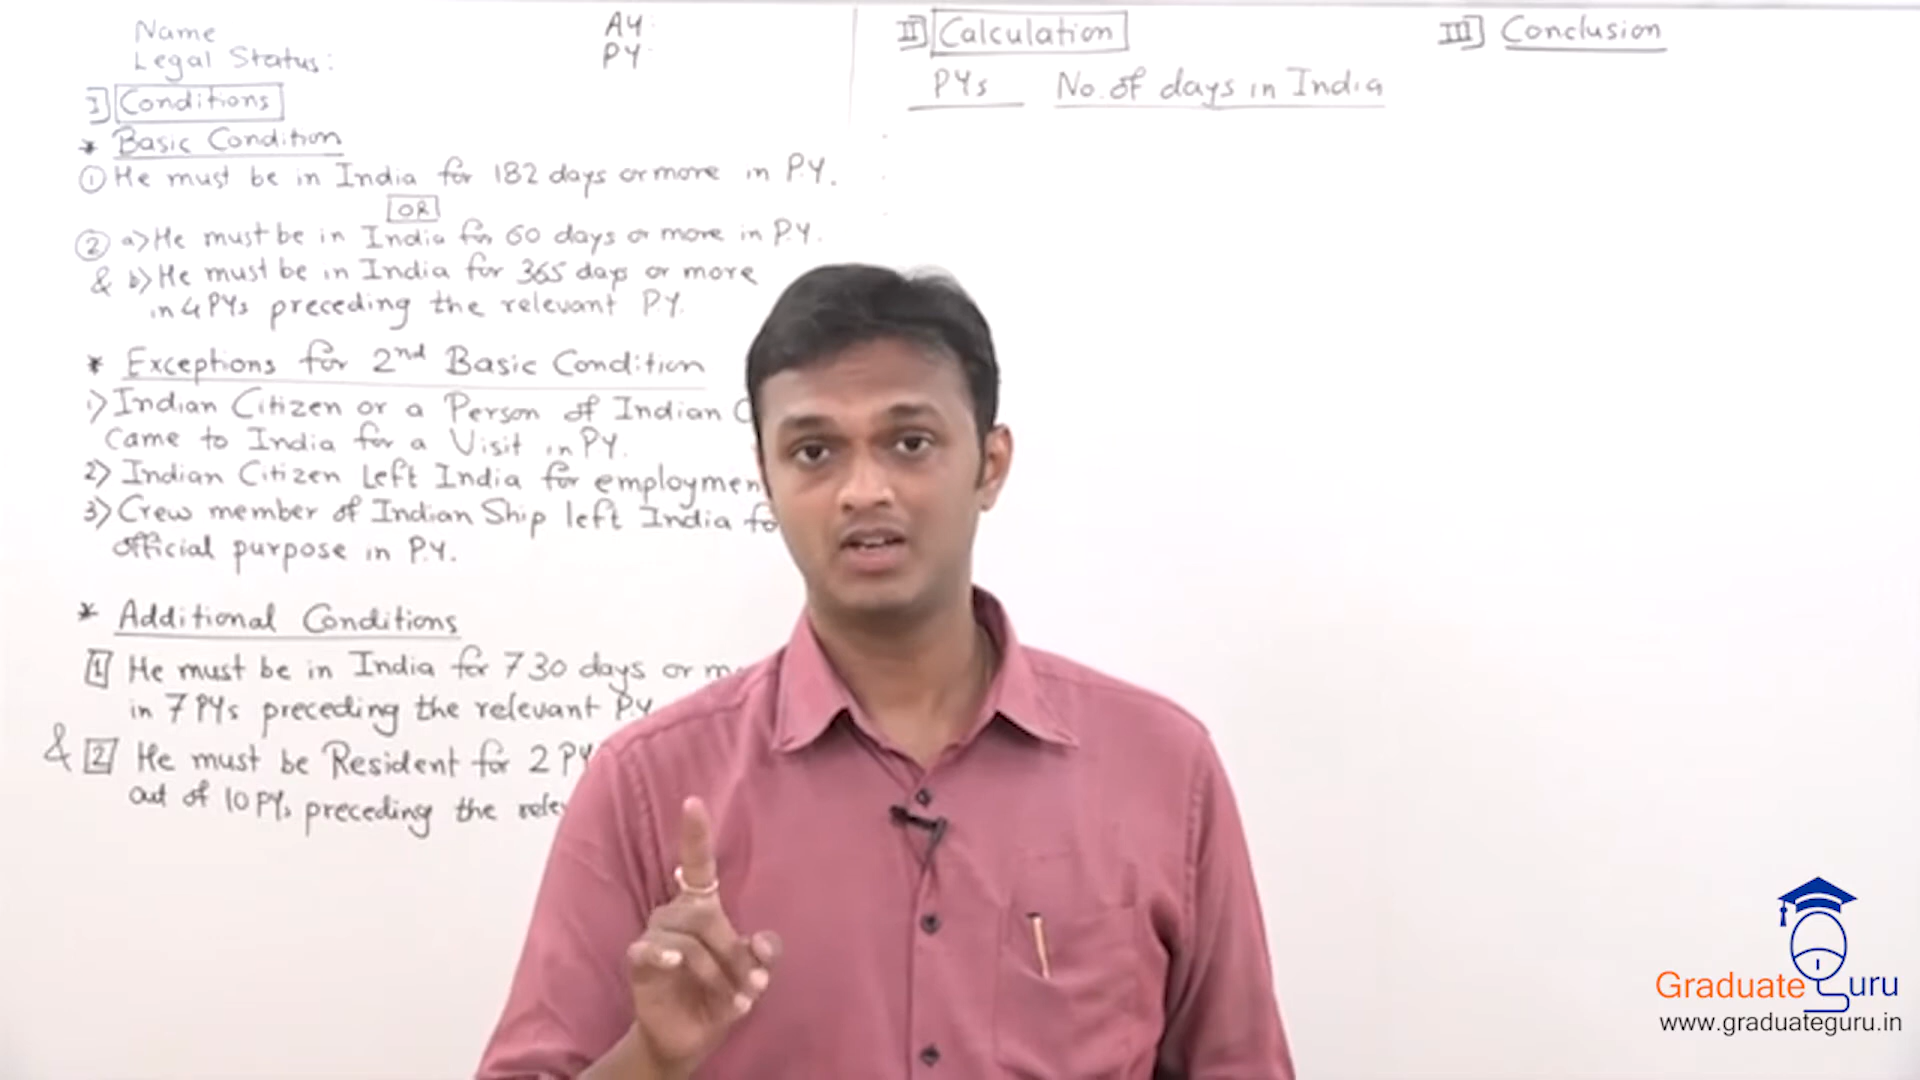 Name
Legal Status:
AY:
PY:
I] Conditions
* Basic Condition
① He must be in India for 182 days or more in P.Y.
OR
② a) He must be in India for 60 days or more in P.Y.
& b) He must be in India for 365 days or more
in 4 PYs preceding the relevant P.Y.
* Exceptions for 2nd Basic Condition
1) Indian Citizen or a Person of Indian
Came to India for a Visit in P.Y.
2) Indian Citizen Left India for employmen
3) Crew member of Indian Ship left India fo
official purpose in P.Y.
* Additional Conditions
1 He must be in India for 730 days or m
in 7 PYs preceding the relevant P.Y
& 2 He must be Resident for 2 PY
out of 10 PYs preceding the rele
II] Calculation
PYs No. of days in India
III] Conclusion
Graduate Guru
www.graduateguru.in